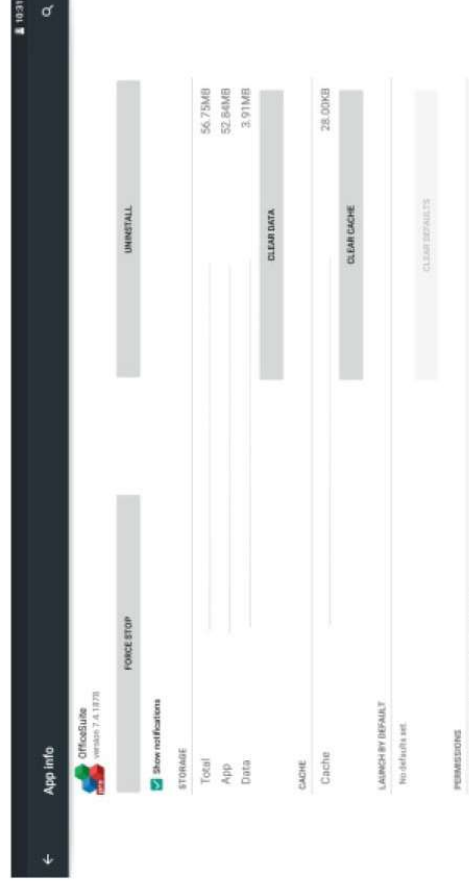 10:31
App info
OfficeSuite
version 7.4.1878
FORCE STOP
UNINSTALL
Show notifications
STORAGE
Total 56.75MB
App 52.84MB
Data 3.91MB
CLEAR DATA
CACHE
Cache 28.00KB
CLEAR CACHE
LAUNCH BY DEFAULT
No defaults set.
CLEAR DEFAULTS
PERMISSIONS